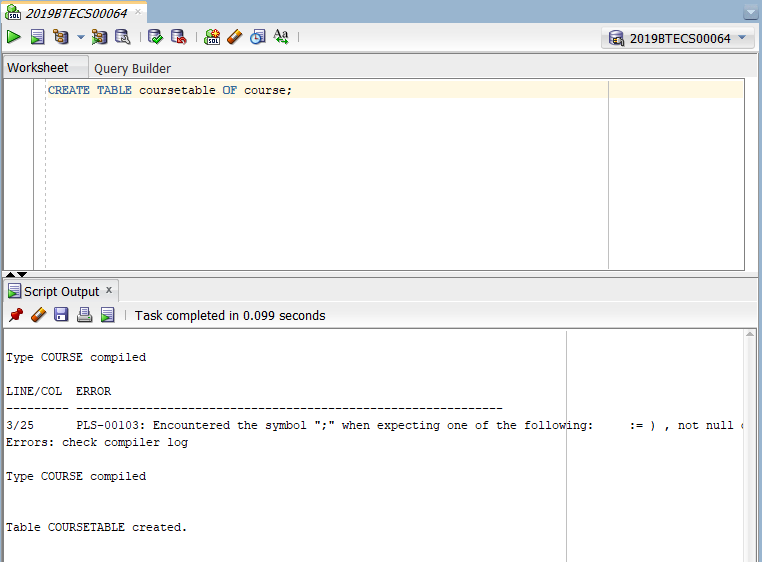 2019BTECS00064
2019BTECS00064
Worksheet Query Builder
CREATE TABLE coursetable OF course;
Script Output x
Task completed in 0.099 seconds
Type COURSE compiled
LINE/COL ERROR
--------- -------------------------------------------------------------
3/25 PLS-00103: Encountered the symbol ";" when expecting one of the following: := ) , not null
Errors: check compiler log
Type COURSE compiled
Table COURSETABLE created.